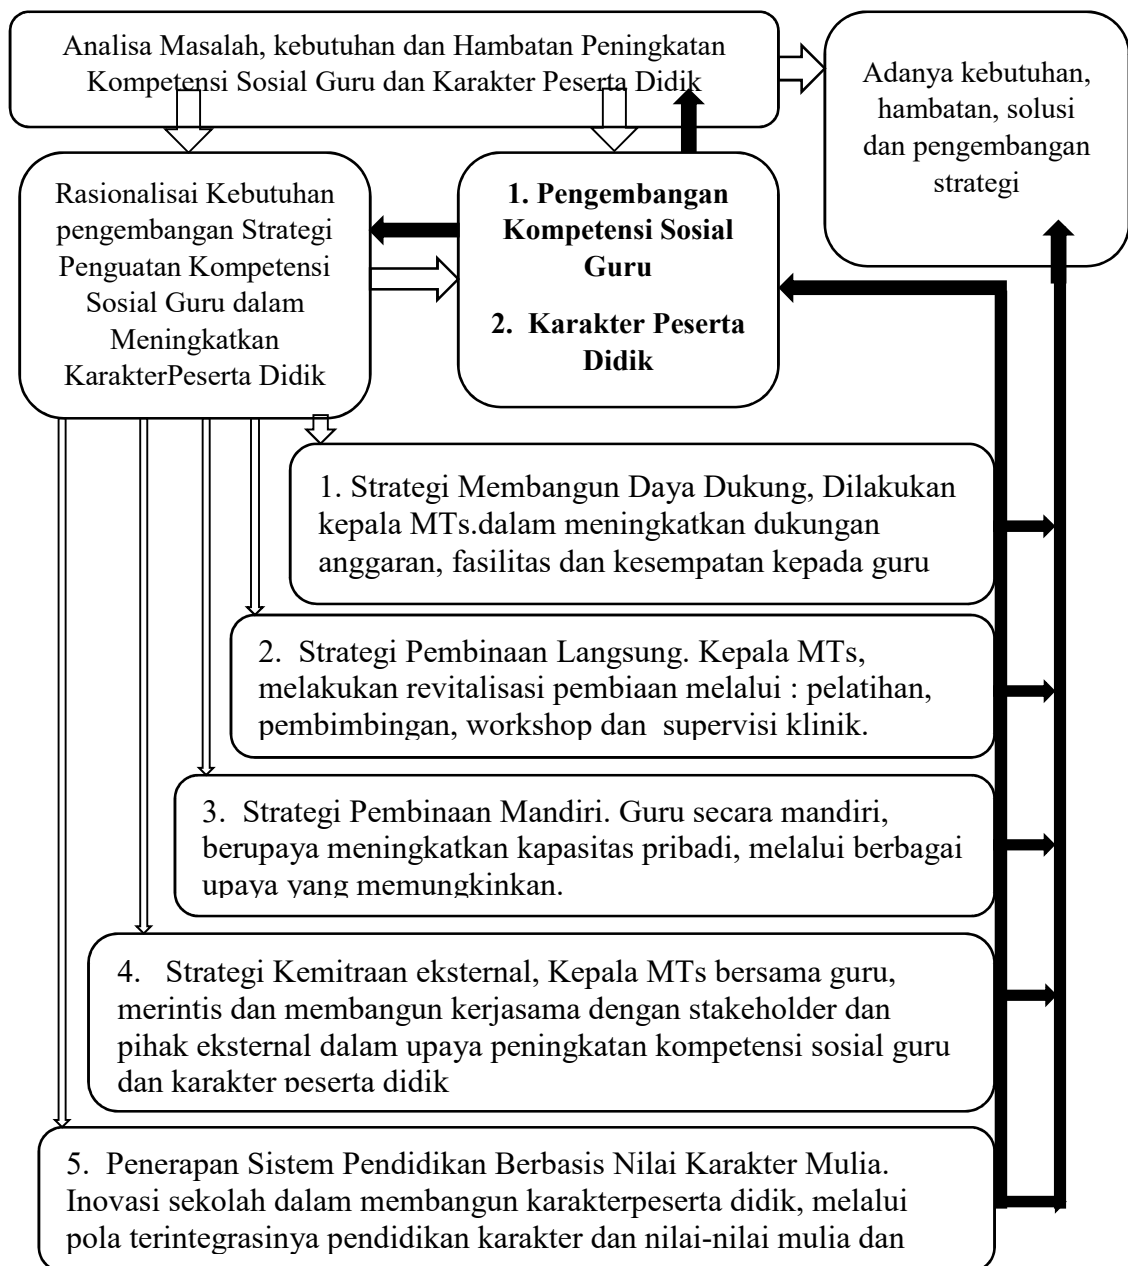 Analisa Masalah, kebutuhan dan Hambatan Peningkatan
Kompetensi Sosial Guru dan Karakter Peserta Didik
Adanya kebutuhan,
hambatan, solusi
dan pengembangan
strategi
Rasionalisai Kebutuhan
pengembangan Strategi
Penguatan Kompetensi
Sosial Guru dalam
Meningkatkan
KarakterPeserta Didik
1. Pengembangan
Kompetensi Sosial
Guru
2. Karakter Peserta
Didik
1. Strategi Membangun Daya Dukung, Dilakukan
kepala MTs.dalam meningkatkan dukungan
anggaran, fasilitas dan kesempatan kepada guru
2. Strategi Pembinaan Langsung. Kepala MTs,
melakukan revitalisasi pembiaan melalui : pelatihan,
pembimbingan, workshop dan supervisi klinik.
3. Strategi Pembinaan Mandiri. Guru secara mandiri,
berupaya meningkatkan kapasitas pribadi, melalui berbagai
upaya yang memungkinkan.
4. Strategi Kemitraan eksternal, Kepala MTs bersama guru,
merintis dan membangun kerjasama dengan stakeholder dan
pihak eksternal dalam upaya peningkatan kompetensi sosial guru
dan karakter peserta didik
5. Penerapan Sistem Pendidikan Berbasis Nilai Karakter Mulia.
Inovasi sekolah dalam membangun karakterpeserta didik, melalui
pola terintegrasinya pendidikan karakter dan nilai-nilai mulia dan